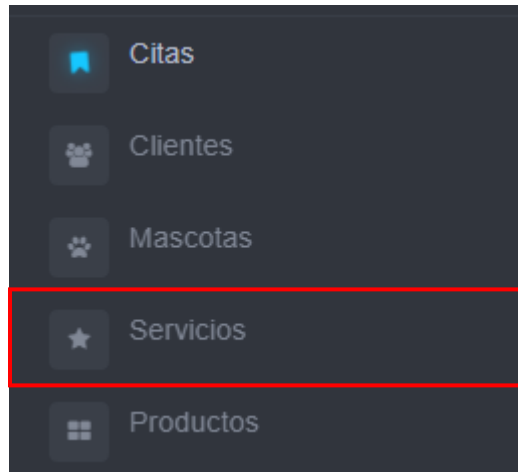 Citas
Clientes
Mascotas
Servicios
Productos